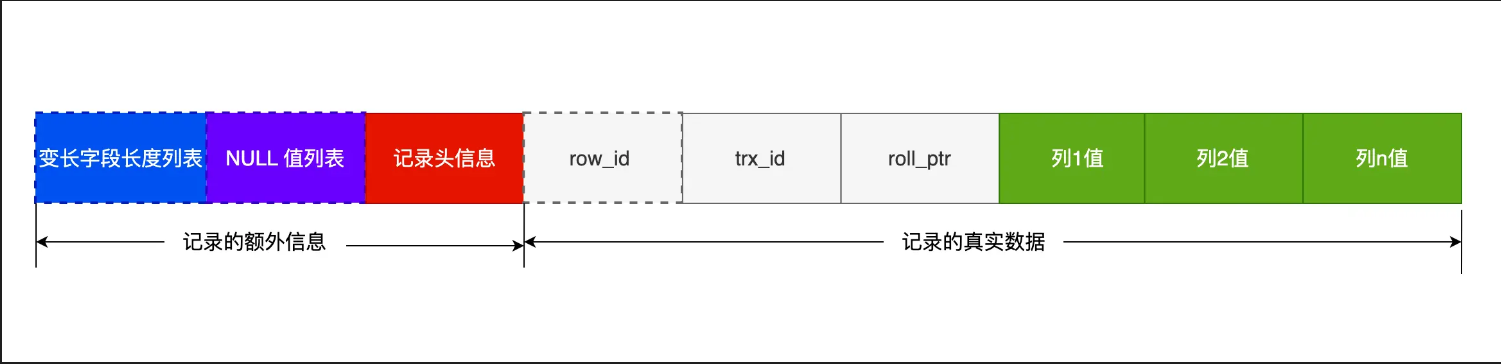 变长字段长度列表
NULL 值列表
记录头信息
row_id
trx_id
roll_ptr
列1值
列2值
列n值
记录的额外信息
记录的真实数据